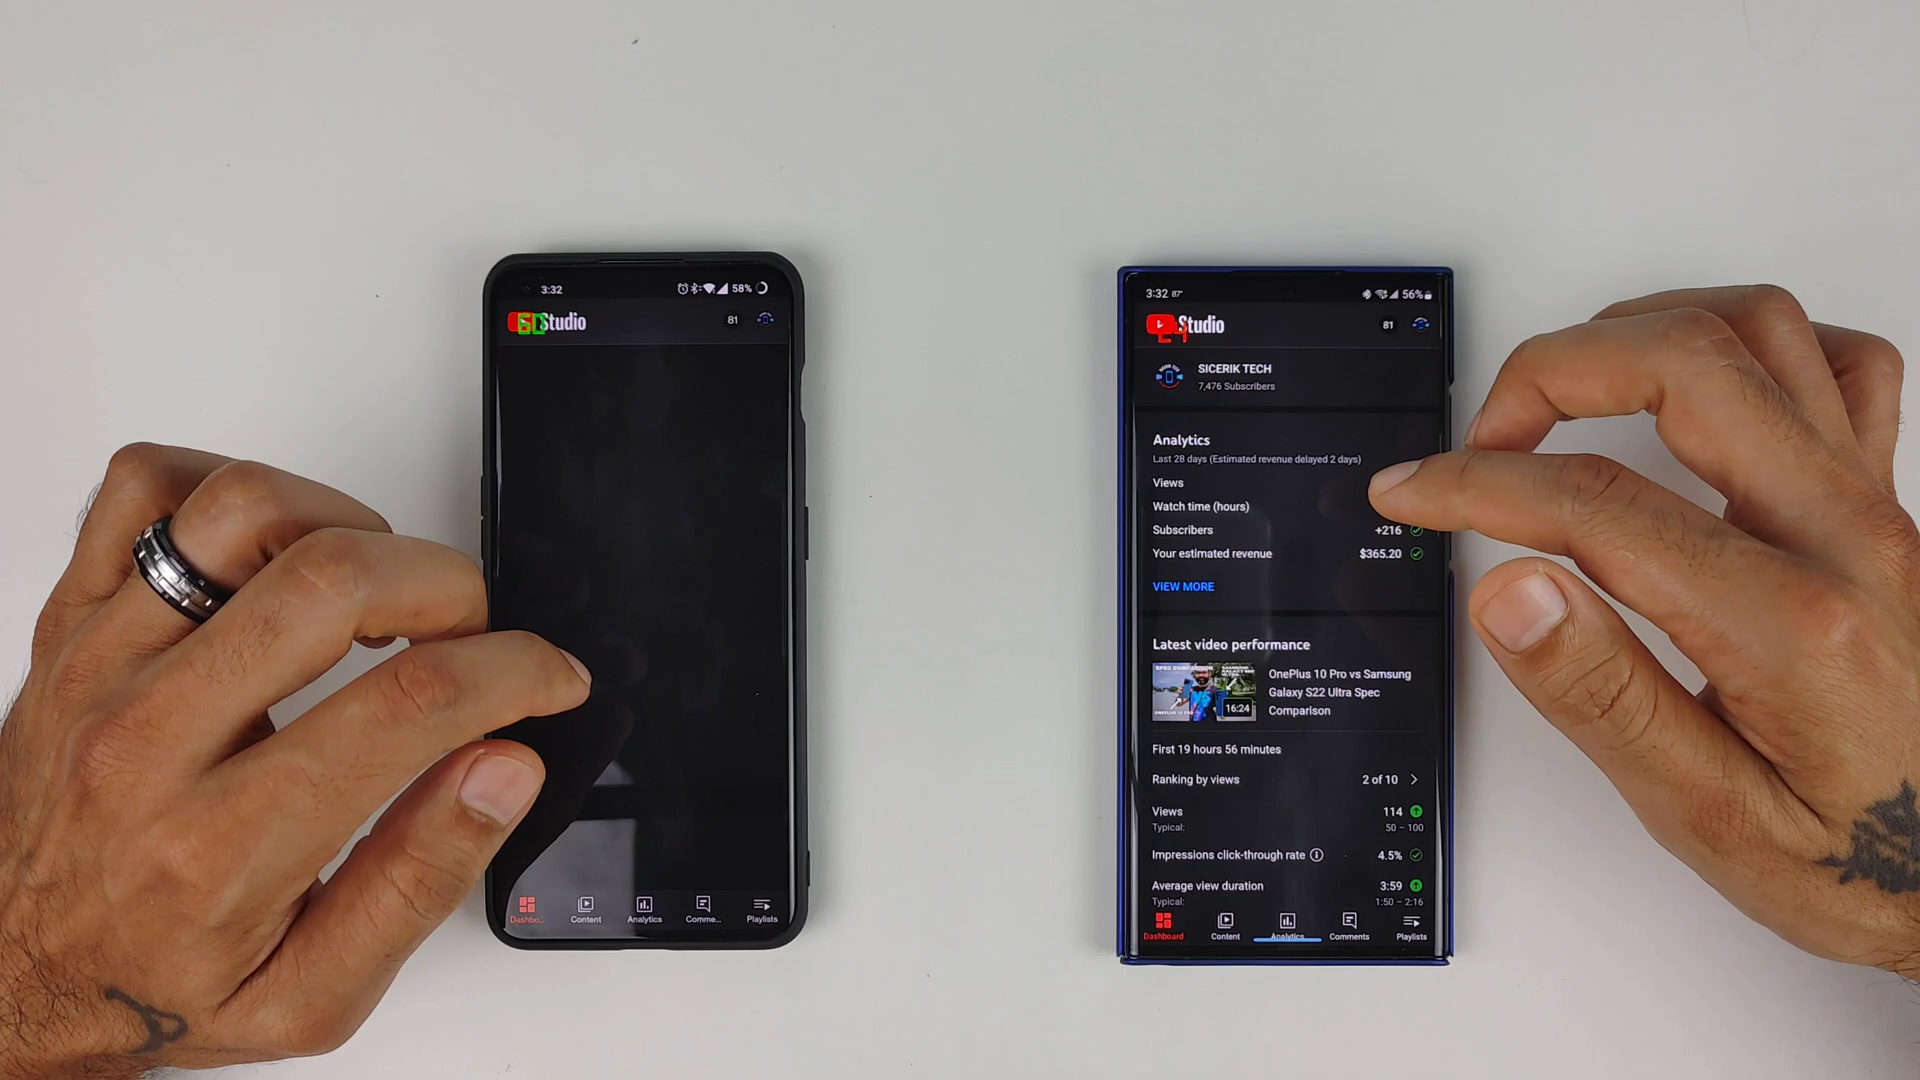 3:32
58%
60
Studio
81
Dashbo...
Content
Analytics
Comme...
Playlists
3:32 87°
56%
Studio
81
SICERIK TECH
7,476 Subscribers
Analytics
Last 28 days (Estimated revenue delayed 2 days)
Views
Watch time (hours)
Subscribers +216
Your estimated revenue $365.20
VIEW MORE
Latest video performance
SPEC COMPARISON
16:24
OnePlus 10 Pro vs Samsung
Galaxy S22 Ultra Spec
Comparison
First 19 hours 56 minutes
Ranking by views 2 of 10
Views 114
Typical: 50 – 100
Impressions click-through rate 4.5%
Average view duration 3:59
Typical: 1:50 – 2:16
Dashboard
Content
Analytics
Comments
Playlists